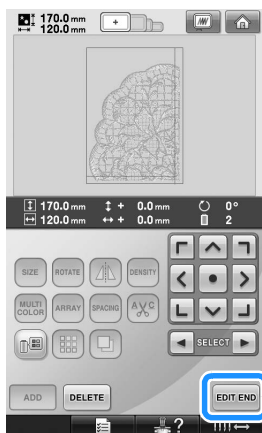 170.0 mm
120.0 mm
170.0 mm + 0.0 mm 0°
120.0 mm + 0.0 mm 2
SIZE ROTATE DENSITY
MULTI COLOR ARRAY SPACING A C
SELECT
ADD DELETE EDIT END
?